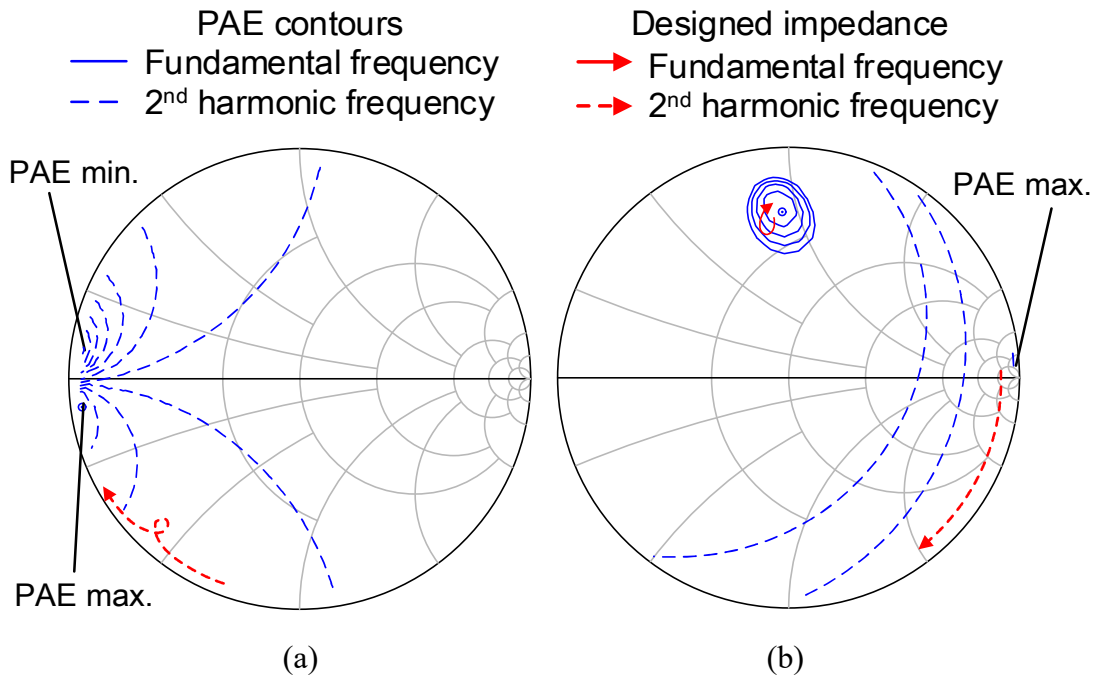 PAE contours
Fundamental frequency
2nd harmonic frequency
Designed impedance
Fundamental frequency
2nd harmonic frequency
PAE min.
PAE max.
PAE max.
(a)
(b)